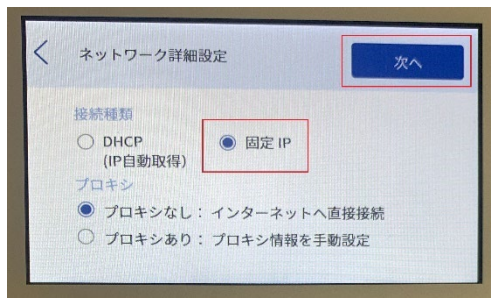 ネットワーク詳細設定
次へ
接続種類
DHCP
(IP自動取得)
固定 IP
プロキシ
プロキシなし： インターネットへ直接接続
プロキシあり： プロキシ情報を手動設定